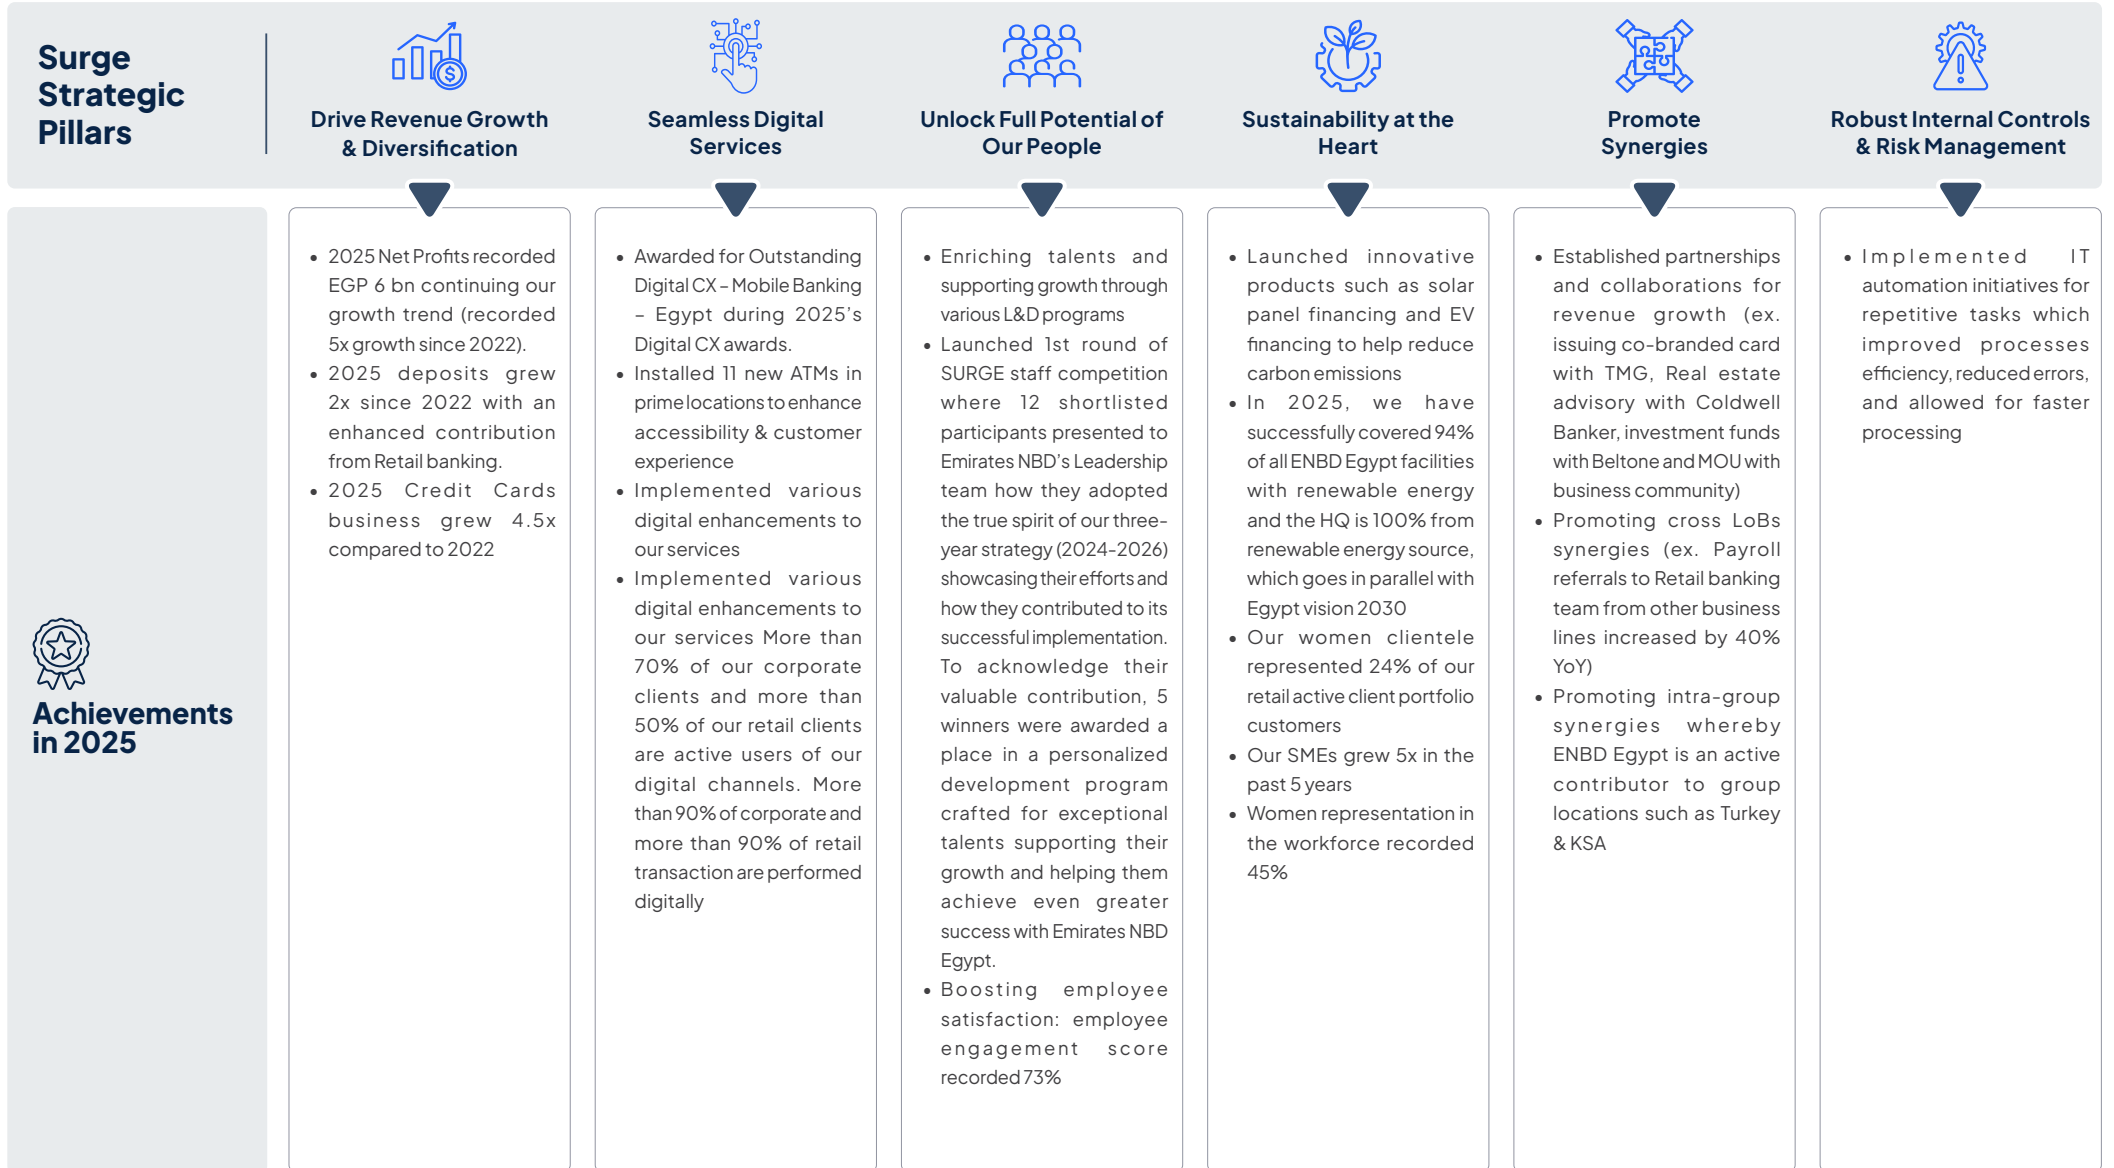 Surge
Strategic
Pillars
Drive Revenue Growth
& Diversification
Seamless Digital
Services
Unlock Full Potential of
Our People
Sustainability at the
Heart
Promote
Synergies
Robust Internal Controls
& Risk Management
Achievements
in 2025
• 2025 Net Profits recorded
EGP 6 bn continuing our
growth trend (recorded
5x growth since 2022).
• 2025 deposits grew
2x since 2022 with an
enhanced contribution
from Retail banking.
• 2025 Credit Cards
business grew 4.5x
compared to 2022
• Awarded for Outstanding
Digital CX – Mobile Banking
– Egypt during 2025's
Digital CX awards.
• Installed 11 new ATMs in
prime locations to enhance
accessibility & customer
experience
• Implemented various
digital enhancements to
our services
• Implemented various
digital enhancements to
our services More than
70% of our corporate
clients and more than
50% of our retail clients
are active users of our
digital channels. More
than 90% of corporate and
more than 90% of retail
transaction are performed
digitally
• Enriching talents and
supporting growth through
various L&D programs
• Launched 1st round of
SURGE staff competition
where 12 shortlisted
participants presented to
Emirates NBD's Leadership
team how they adopted
the true spirit of our three-
year strategy (2024-2026)
showcasing their efforts and
how they contributed to its
successful implementation.
To acknowledge their
valuable contribution, 5
winners were awarded a
place in a personalized
development program
crafted for exceptional
talents supporting their
growth and helping them
achieve even greater
success with Emirates NBD
Egypt.
• Boosting employee
satisfaction: employee
engagement score
recorded 73%
• Launched innovative
products such as solar
panel financing and EV
financing to help reduce
carbon emissions
• In 2025, we have
successfully covered 94%
of all ENBD Egypt facilities
with renewable energy
and the HQ is 100% from
renewable energy source,
which goes in parallel with
Egypt vision 2030
• Our women clientele
represented 24% of our
retail active client portfolio
customers
• Our SMEs grew 5x in the
past 5 years
• Women representation in
the workforce recorded
45%
• Established partnerships
and collaborations for
revenue growth (ex.
issuing co-branded card
with TMG, Real estate
advisory with Coldwell
Banker, investment funds
with Beltone and MOU with
business community)
• Promoting cross LoBs
synergies (ex. Payroll
referrals to Retail banking
team from other business
lines increased by 40%
YoY)
• Promoting intra-group
synergies whereby
ENBD Egypt is an active
contributor to group
locations such as Turkey
& KSA
• Implemented IT
automation initiatives for
repetitive tasks which
improved processes
efficiency, reduced errors,
and allowed for faster
processing